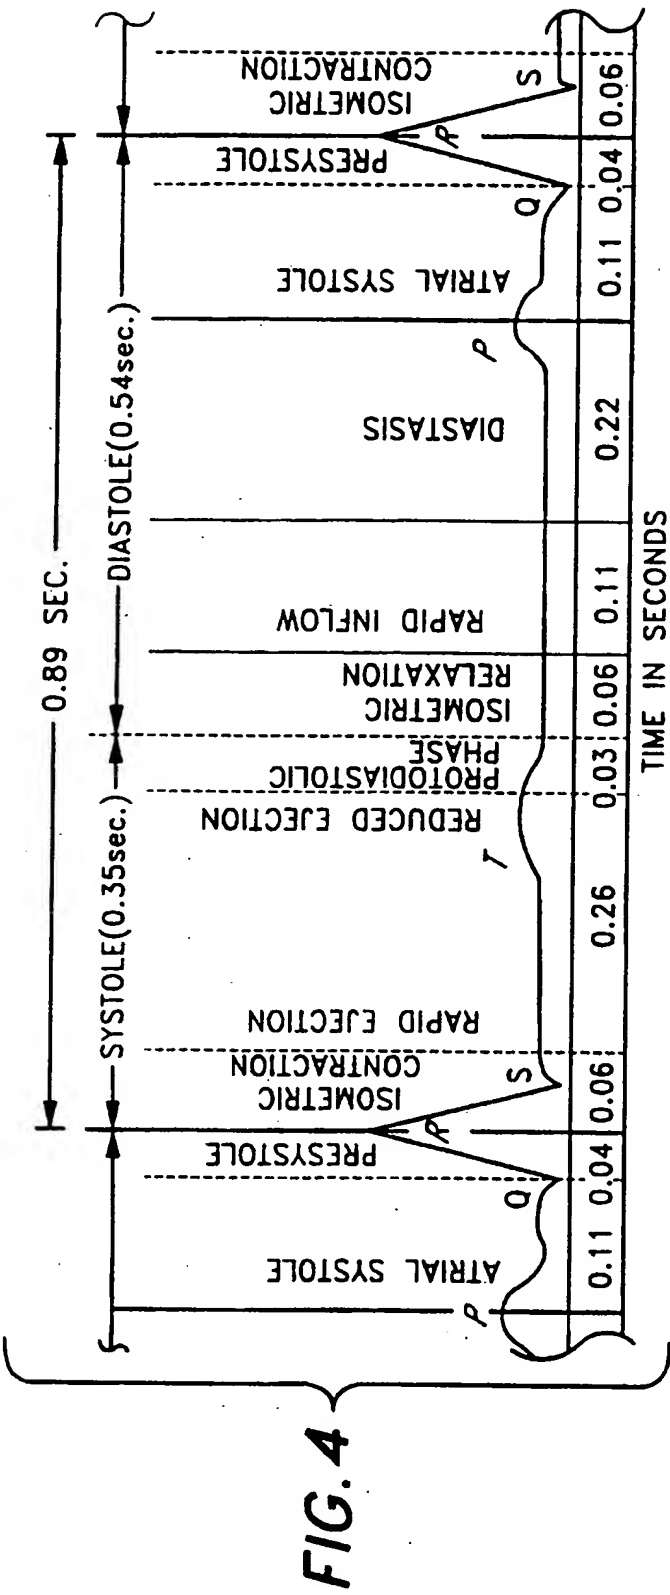 0.89 SEC.
SYSTOLE(0.35sec.)
DIASTOLE(0.54sec.)
ATRIAL SYSTOLE
PRESYSTOLE
ISOMETRIC
CONTRACTION
RAPID EJECTION
REDUCED EJECTION
PROTODIASTOLIC
PHASE
ISOMETRIC
RELAXATION
RAPID INFLOW
DIASTASIS
ATRIAL SYSTOLE
PRESYSTOLE
ISOMETRIC
CONTRACTION
P
Q
R
S
T
P
Q
R
S
0.11 0.04 0.06 0.26 0.03 0.06 0.11 0.22 0.11 0.04 0.06
TIME IN SECONDS
FIG. 4